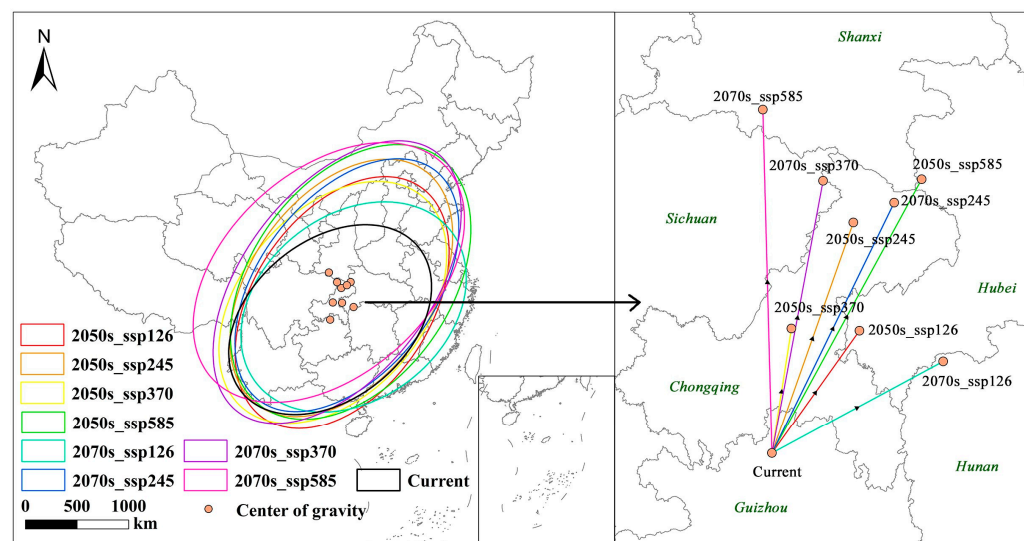 N
2050s_ssp126
2050s_ssp245
2050s_ssp370
2050s_ssp585
2070s_ssp126
2070s_ssp370
2070s_ssp245
2070s_ssp585
Current
0 500 1000
km
Center of gravity
Shanxi
2070s_ssp585
2070s_ssp370
2050s_ssp585
2070s_ssp245
Sichuan
2050s_ssp245
Hubei
2050s_ssp370
2050s_ssp126
2070s_ssp126
Chongqing
Current
Hunan
Guizhou